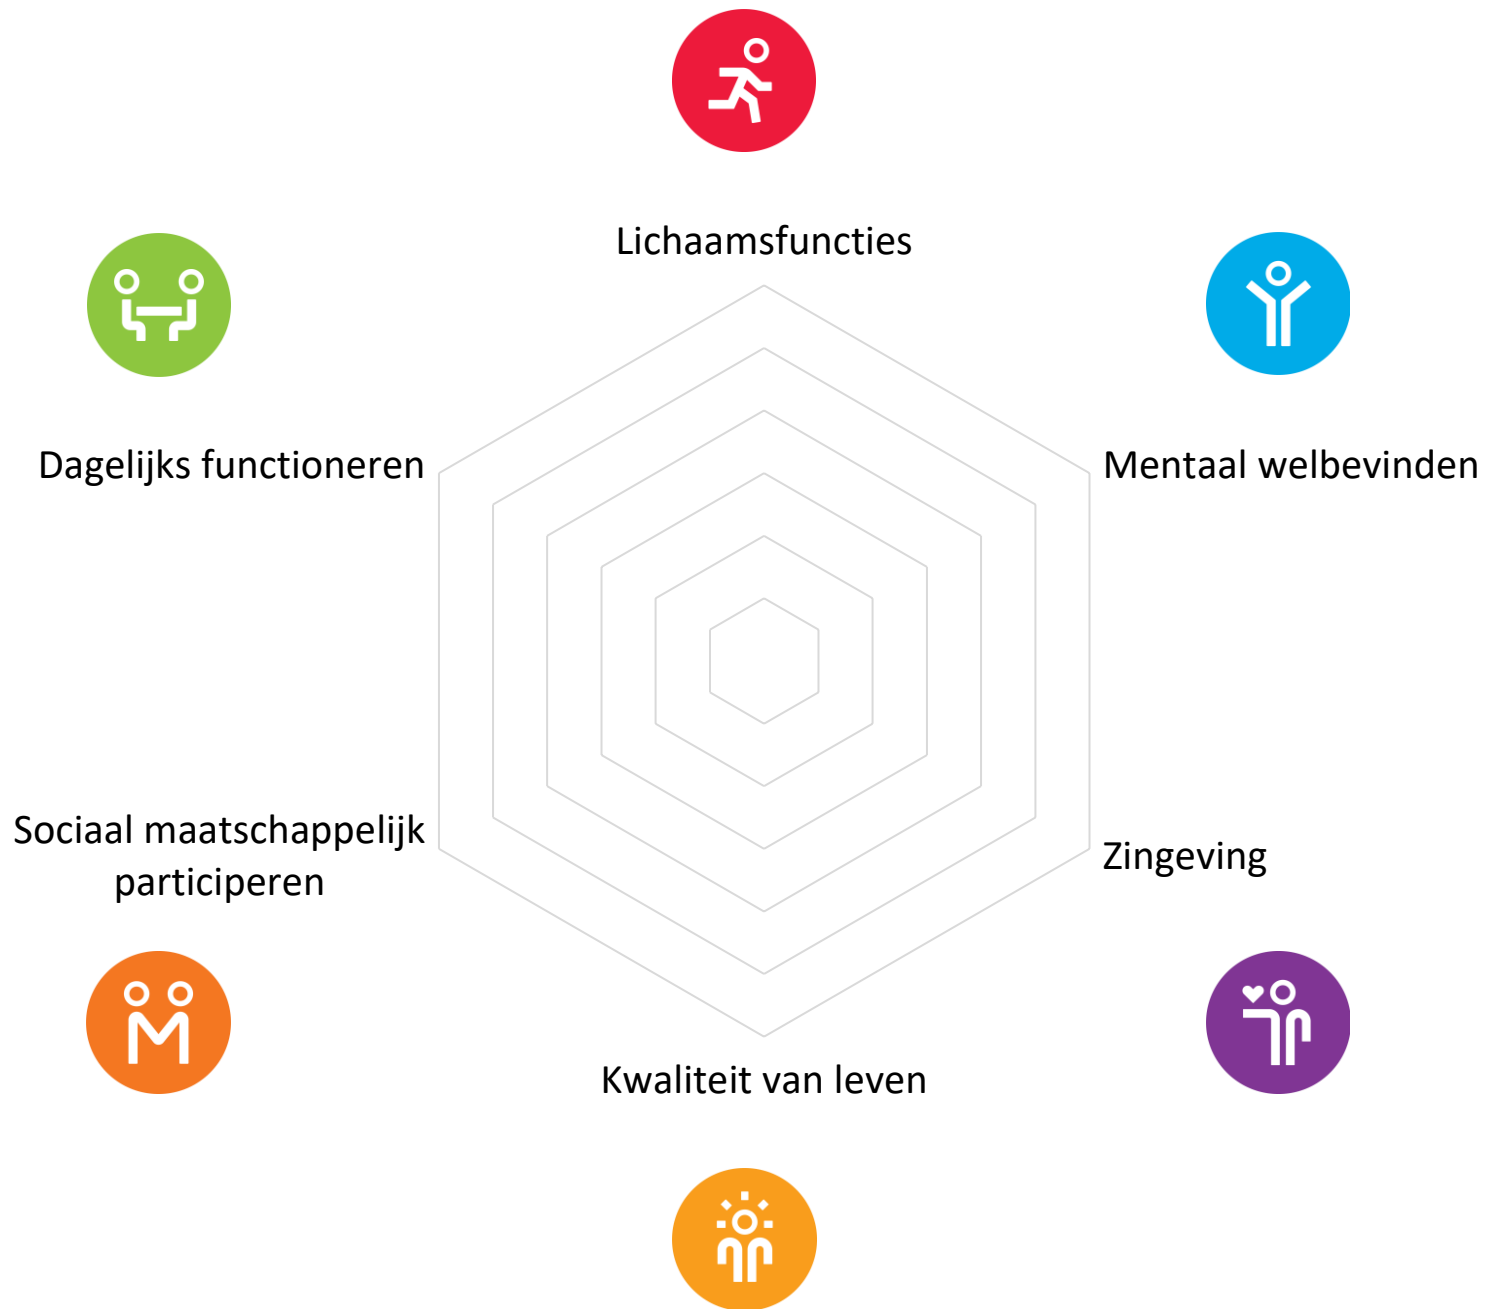 Lichaamsfuncties
Dagelijks functioneren
Mentaal welbevinden
Sociaal maatschappelijk
participeren
Zingeving
Kwaliteit van leven